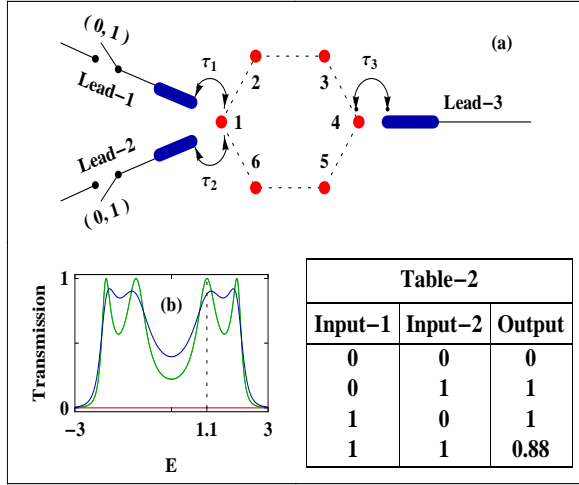 (0,1)
(a)
τ1
2
3
τ3
Lead−1
Lead−3
1
4
Lead−2
6
5
τ2
(0,1)
1
(b)
Transmission
0
−3
1.1
3
E
Table−2
Input−1 Input−2 Output
0 0 0
0 1 1
1 0 1
1 1 0.88